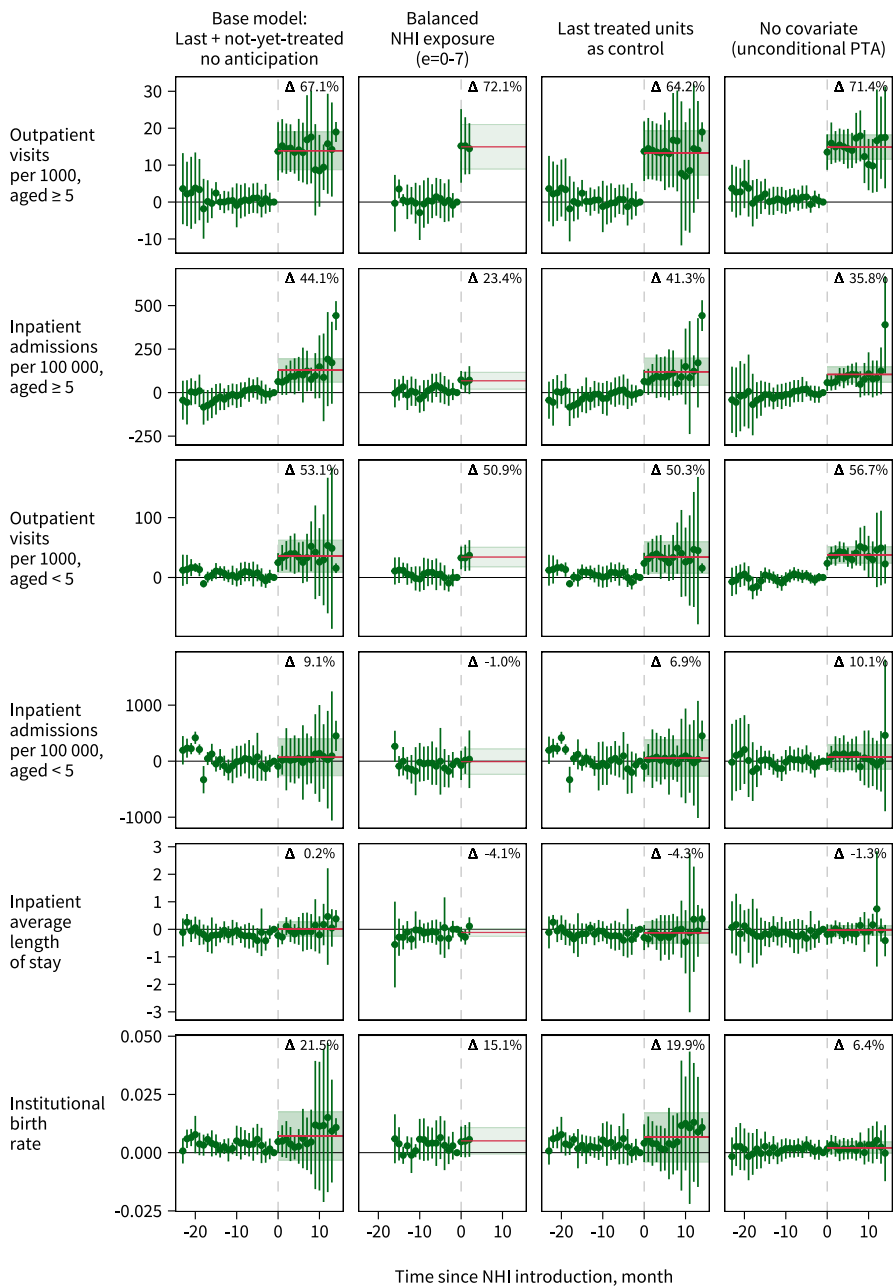 Base model:
Last + not-yet-treated
no anticipation
Balanced
NHI exposure
(e=0-7)
Last treated units
as control
No covariate
(unconditional PTA)
Outpatient
visits
per 1000,
aged ≥ 5
30
20
10
0
-10
Δ 67.1%
Δ 72.1%
Δ 64.2%
Δ 71.4%
Inpatient
admissions
per 100 000,
aged ≥ 5
500
250
0
-250
Δ 44.1%
Δ 23.4%
Δ 41.3%
Δ 35.8%
Outpatient
visits
per 1000,
aged < 5
100
0
Δ 53.1%
Δ 50.9%
Δ 50.3%
Δ 56.7%
Inpatient
admissions
per 100 000,
aged < 5
1000
0
-1000
Δ 9.1%
Δ -1.0%
Δ 6.9%
Δ 10.1%
Inpatient
average
length
of stay
3
2
1
0
-1
-2
-3
Δ 0.2%
Δ -4.1%
Δ -4.3%
Δ -1.3%
Institutional
birth
rate
0.050
0.025
0.000
-0.025
Δ 21.5%
Δ 15.1%
Δ 19.9%
Δ 6.4%
-20 -10 0 10
-20 -10 0 10
-20 -10 0 10
-20 -10 0 10
Time since NHI introduction, month